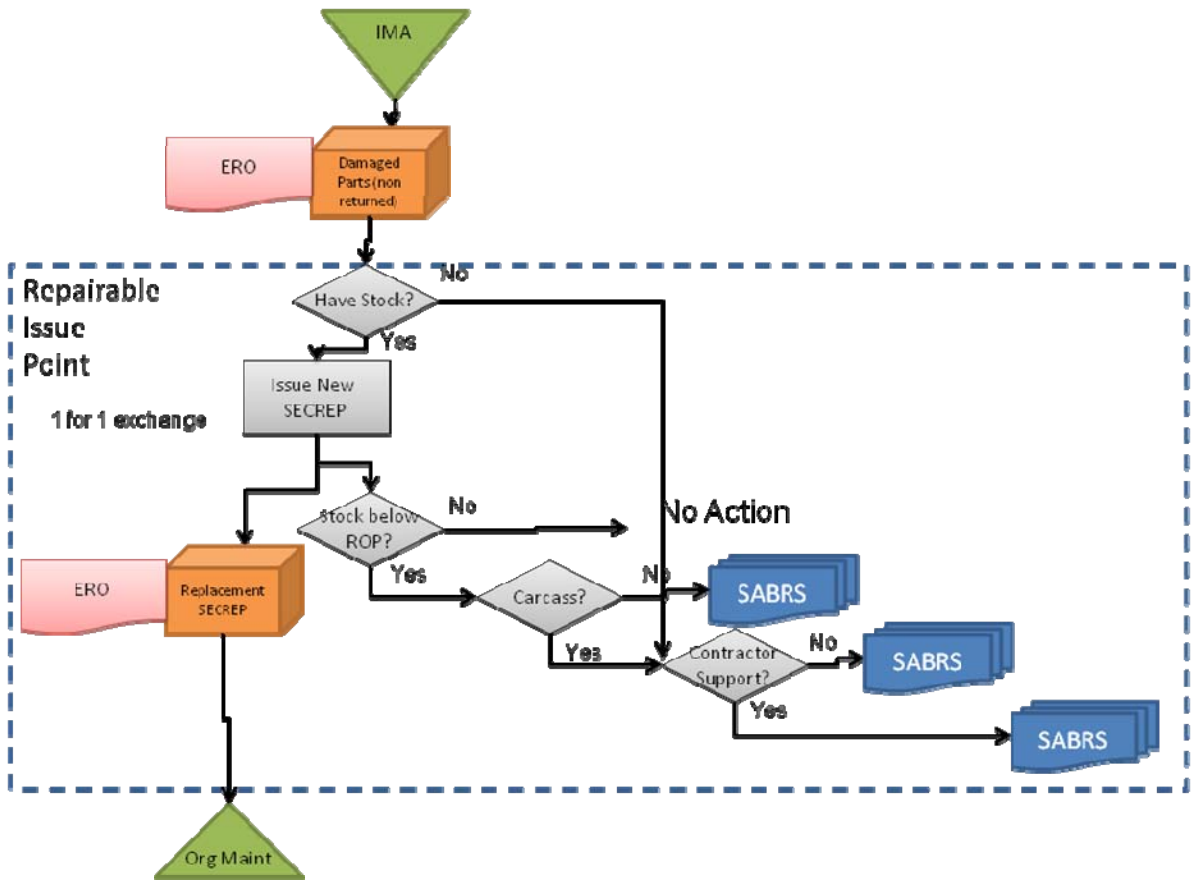 IMA
ERO
Damaged
Parts(non
returned)
No
Repairable
Issue
Point
Have Stock?
Yes
Issue New
SECREP
1 for 1 exchange
No
No Action
Stock below
ROP?
Yes
No
ERO
Replacement
SECREP
Carcass?
SABRS
Yes
Contractor
Support?
No
SABRS
Yes
SABRS
Org Maint